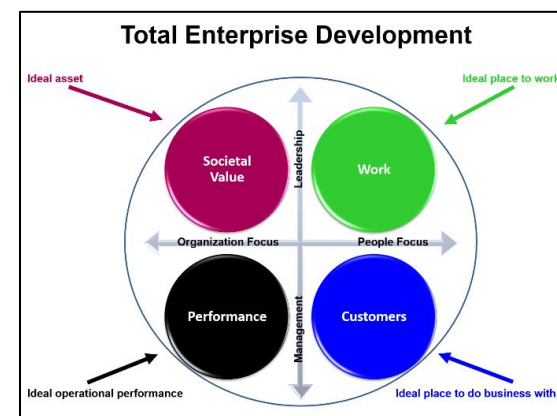 Total Enterprise Development
Ideal asset
Ideal place to work
Societal
Value
Leadership
Work
Organization Focus
People Focus
Performance
Management
Customers
Ideal operational performance
Ideal place to do business with